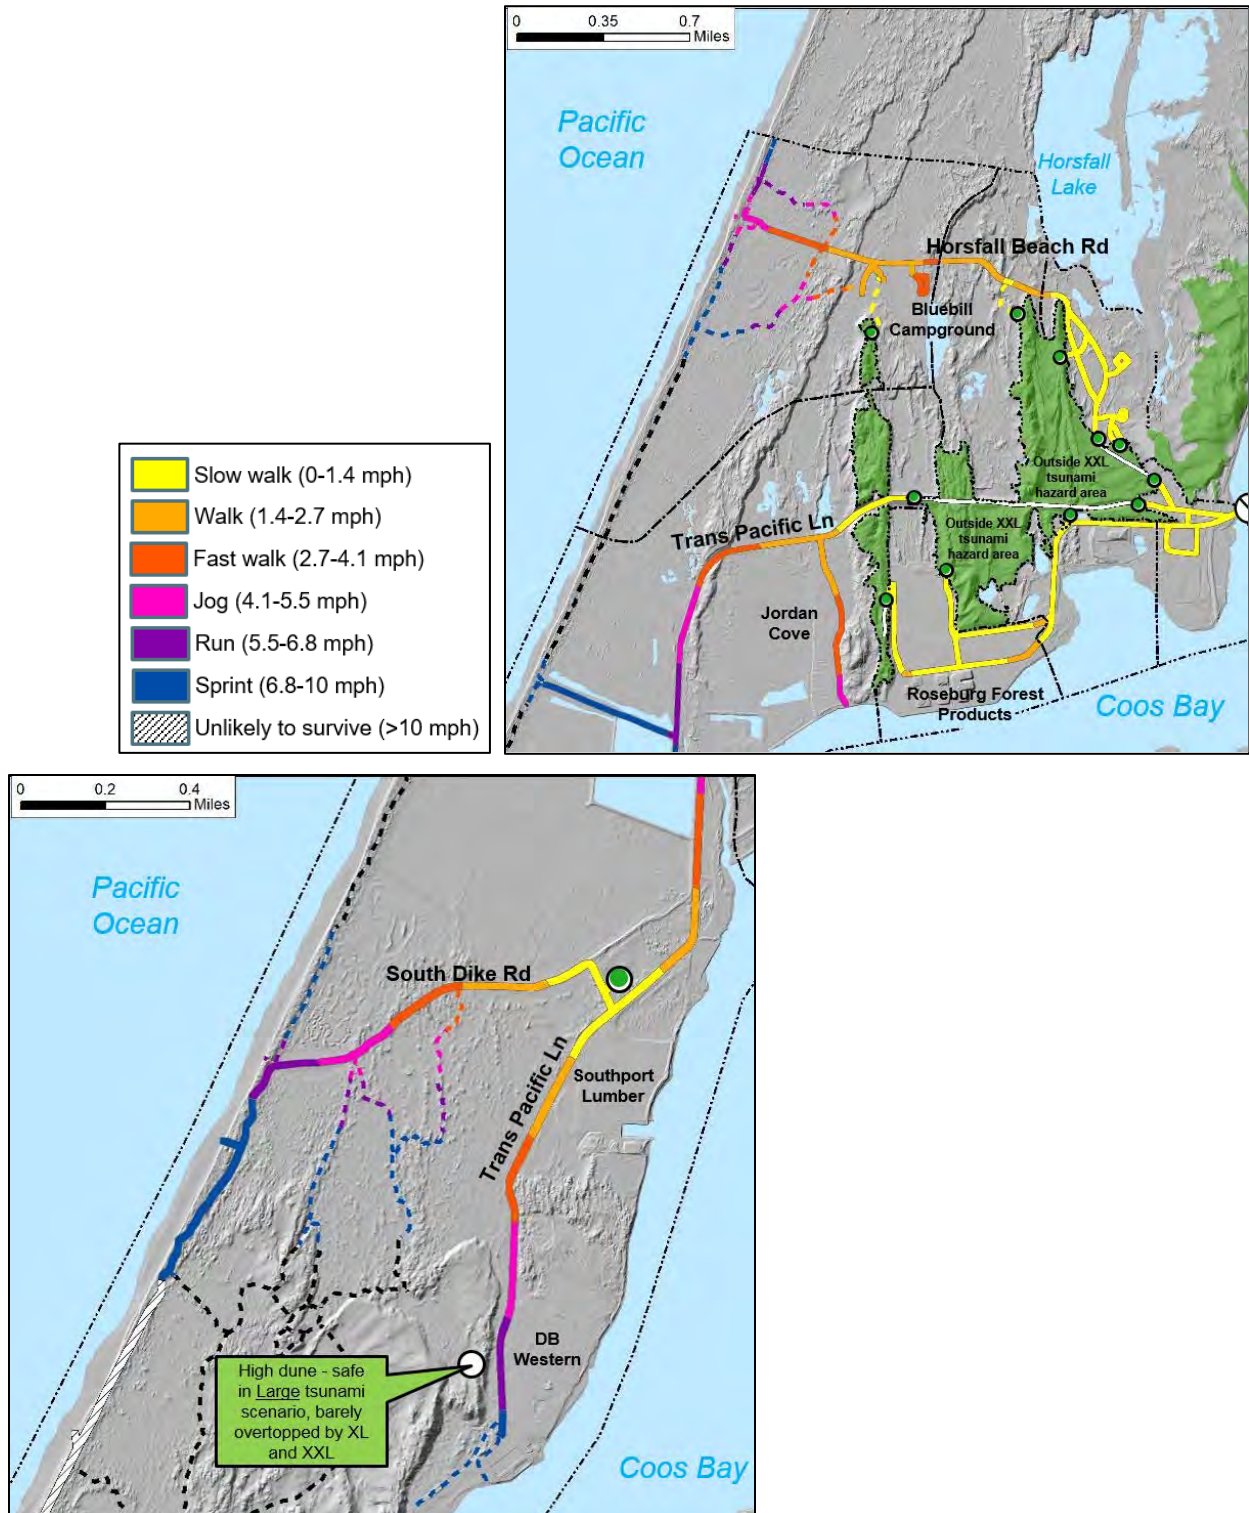 0 0.35 0.7
Miles
Pacific
Ocean
Horsfall
Lake
Horsfall Beach Rd
Bluebill
Campground
Outside XXL
tsunami
hazard area
Trans Pacific Ln
Outside XXL
tsunami
hazard area
Jordan
Cove
Roseburg Forest
Products
Coos Bay
Slow walk (0-1.4 mph)
Walk (1.4-2.7 mph)
Fast walk (2.7-4.1 mph)
Jog (4.1-5.5 mph)
Run (5.5-6.8 mph)
Sprint (6.8-10 mph)
Unlikely to survive (>10 mph)
0 0.2 0.4
Miles
Pacific
Ocean
South Dike Rd
Trans Pacific Ln
Southport
Lumber
DB
Western
High dune - safe
in Large tsunami
scenario, barely
overtopped by XL
and XXL
Coos Bay